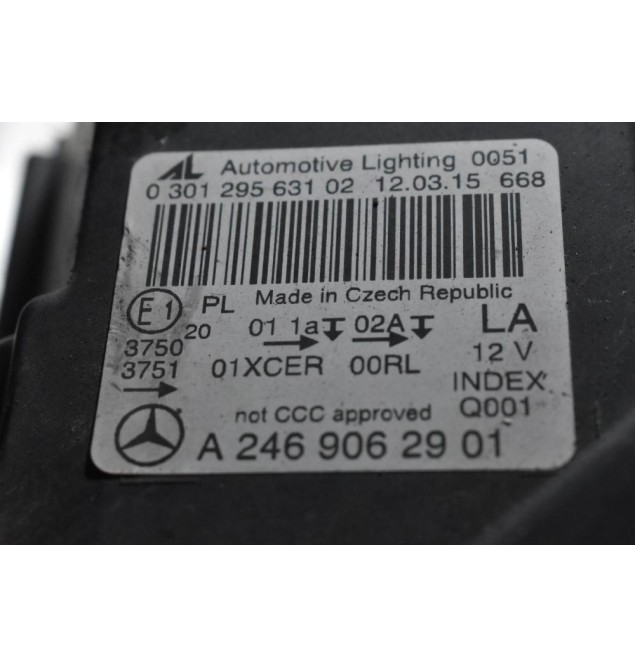 AL Automotive Lighting 0051
0 301 295 631 02 12.03.15 668
Made in Czech Republic
E1 PL 20 01 1a 02A LA
3750
3751 01XCER 00RL 12 V
INDEX
not CCC approved Q001
A 246 906 29 01